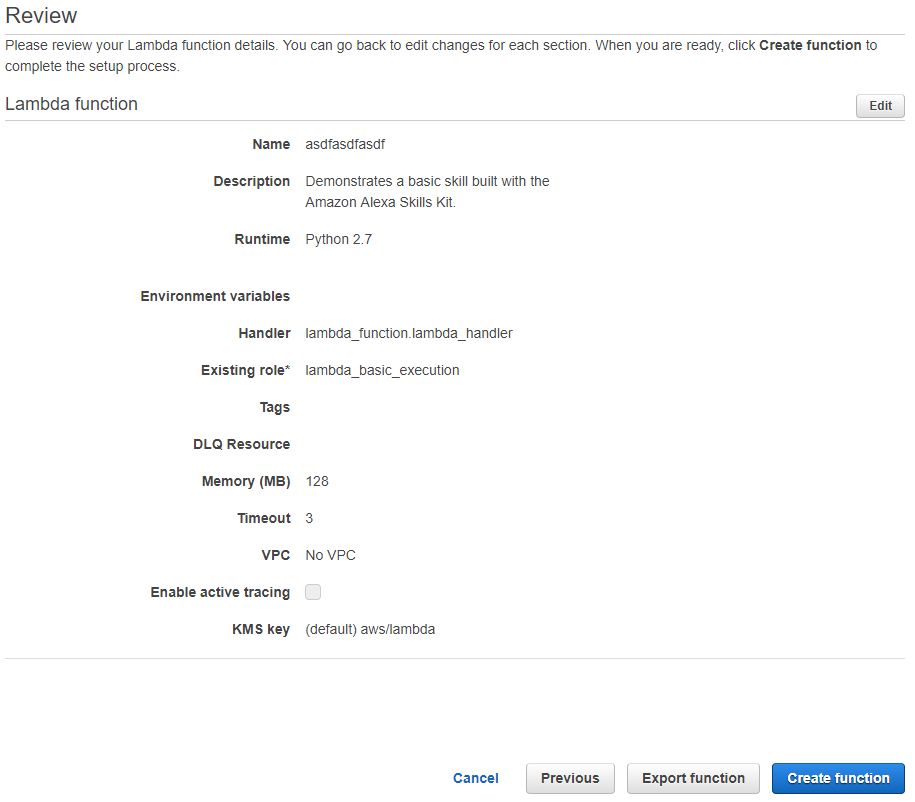 Review
Please review your Lambda function details. You can go back to edit changes for each section. When you are ready, click Create function to
complete the setup process.
Lambda function Edit
Name asdfasdfasdf
Description Demonstrates a basic skill built with the
Amazon Alexa Skills Kit.
Runtime Python 2.7
Environment variables
Handler lambda_function.lambda_handler
Existing role* lambda_basic_execution
Tags
DLQ Resource
Memory (MB) 128
Timeout 3
VPC No VPC
Enable active tracing
KMS key (default) aws/lambda
Cancel Previous Export function Create function